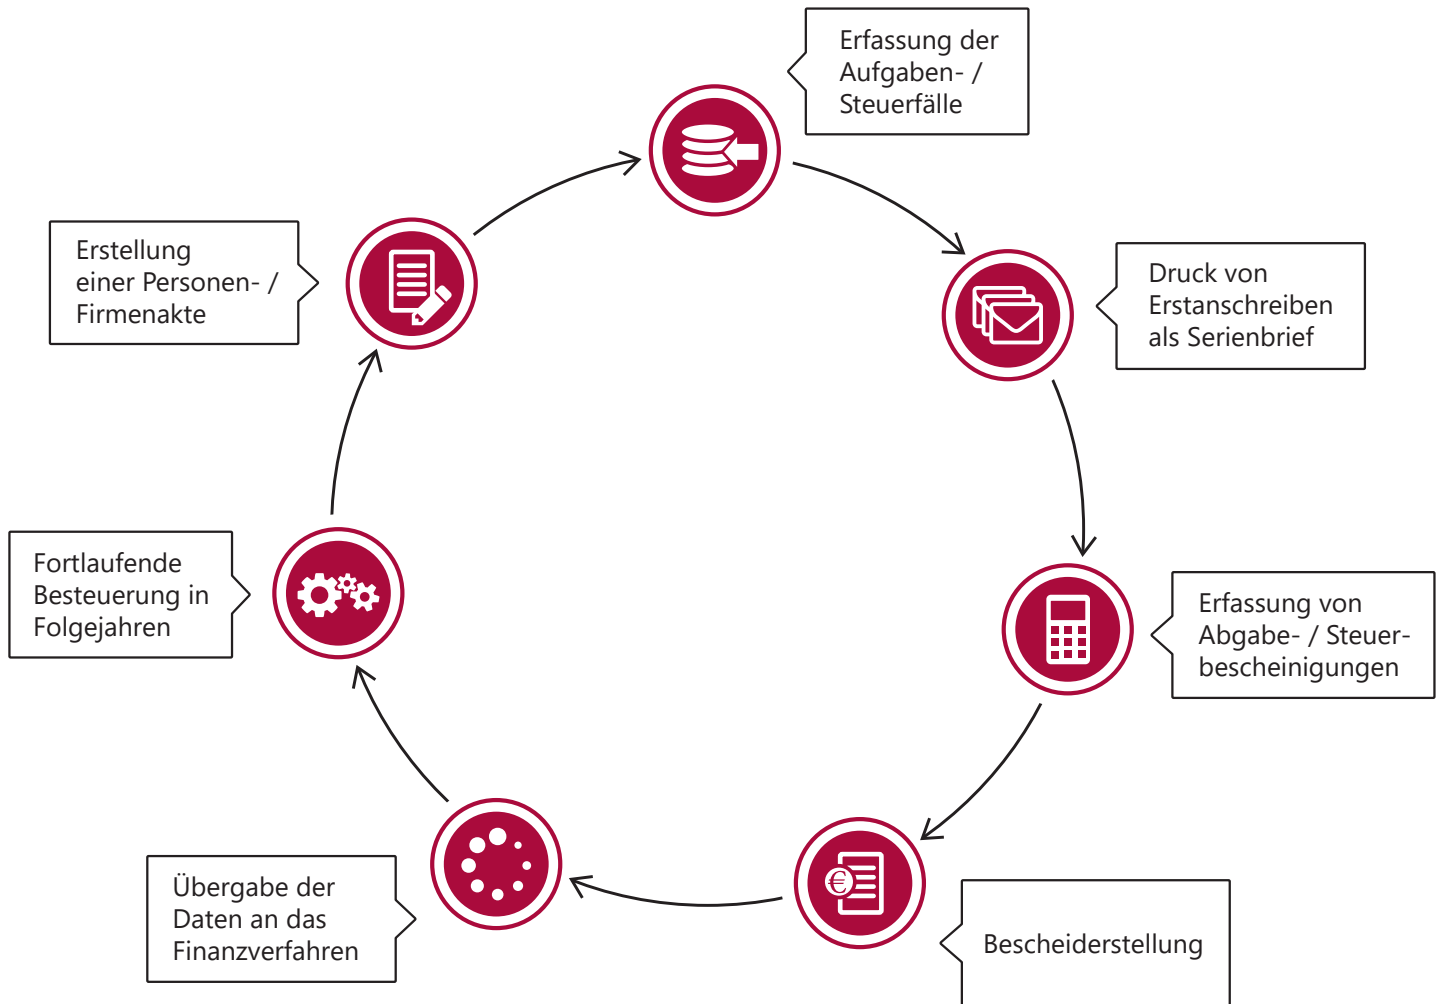 Erfassung der
Aufgaben- /
Steuerfälle
Druck von
Erstanschreiben
als Serienbrief
Erfassung von
Abgabe- / Steuer-
bescheinigungen
Bescheiderstellung
Übergabe der
Daten an das
Finanzverfahren
Fortlaufende
Besteuerung in
Folgejahren
Erstellung
einer Personen- /
Firmenakte
€